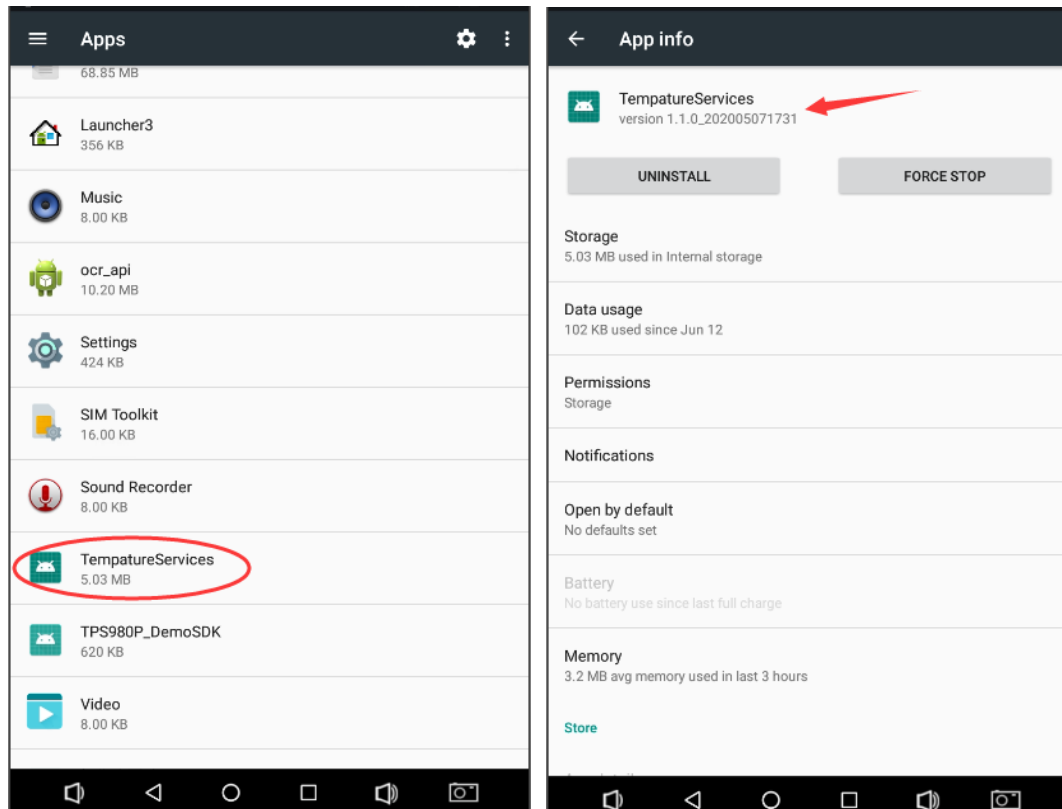 Apps
68.85 MB
Launcher3
356 KB
Music
8.00 KB
ocr_api
10.20 MB
Settings
424 KB
SIM Toolkit
16.00 KB
Sound Recorder
8.00 KB
TempatureServices
5.03 MB
TPS980P_DemoSDK
620 KB
Video
8.00 KB
App info
TempatureServices
version 1.1.0_202005071731
UNINSTALL
FORCE STOP
Storage
5.03 MB used in Internal storage
Data usage
102 KB used since Jun 12
Permissions
Storage
Notifications
Open by default
No defaults set
Battery
No battery use since last full charge
Memory
3.2 MB avg memory used in last 3 hours
Store